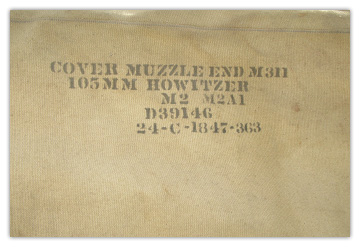 COVER MUZZLE END M311
105MM HOWITZER
M2 M2A1
D39146
24-C-1847-363